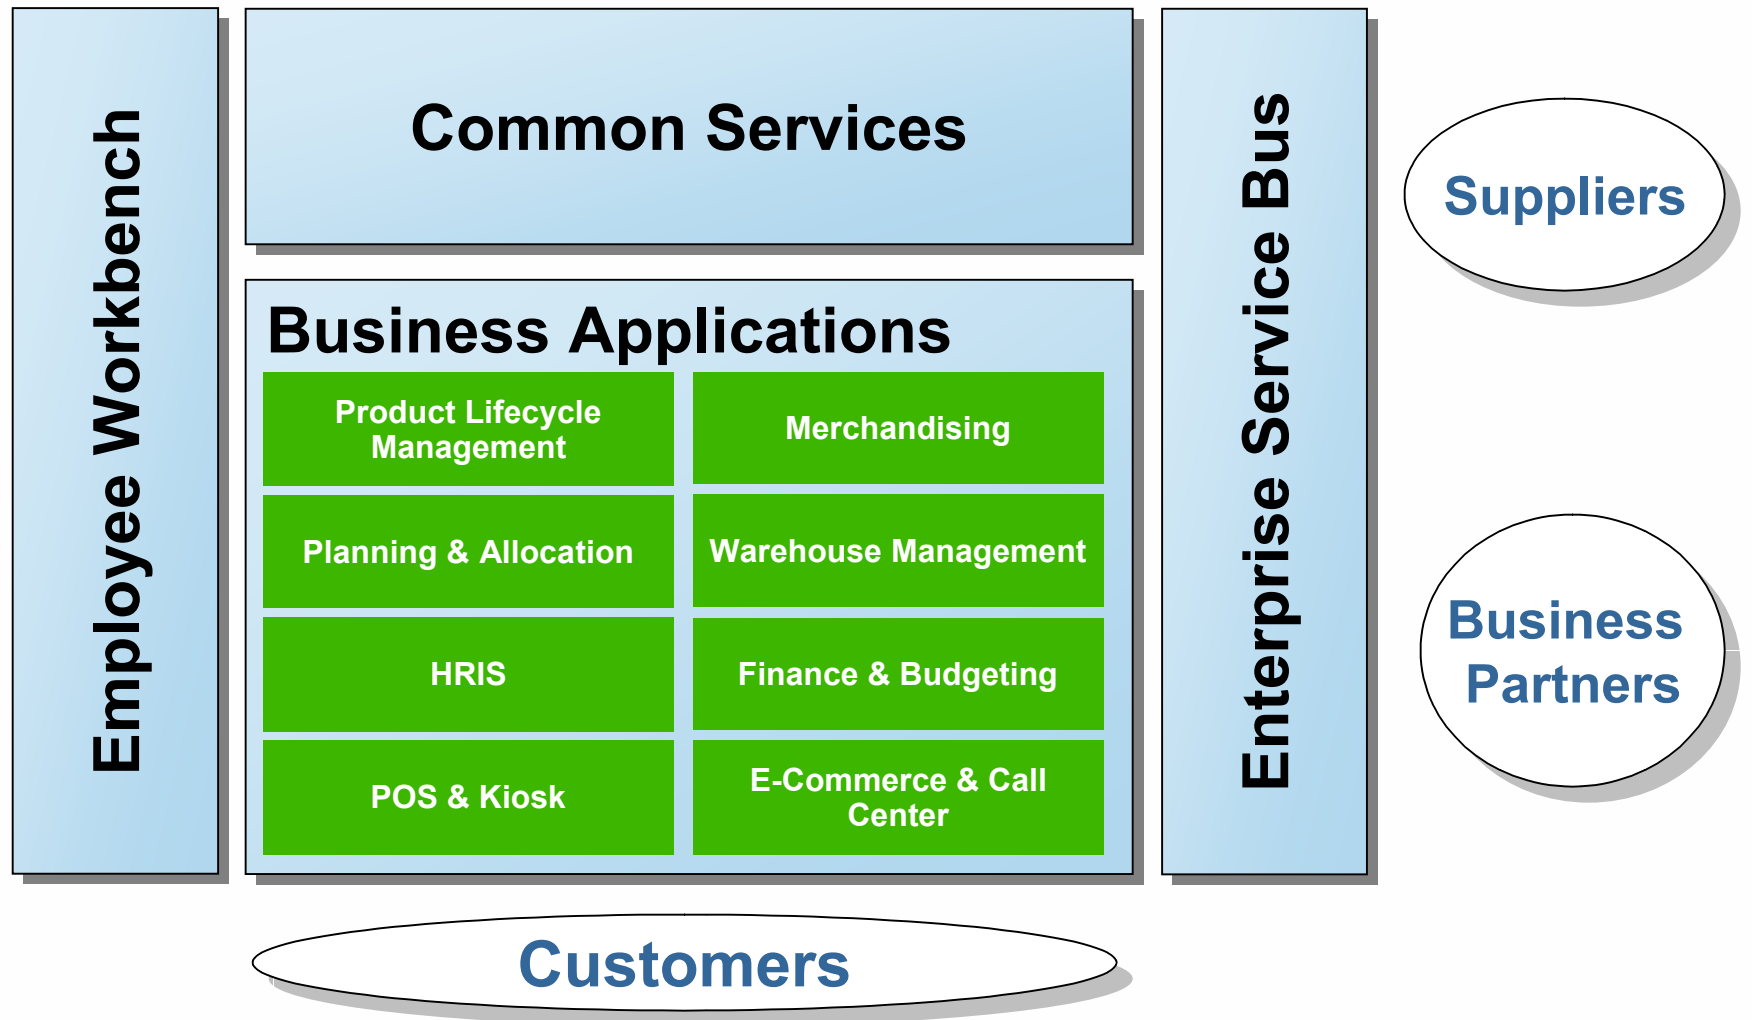 Employee Workbench
Common Services
Business Applications
Product Lifecycle
Management
Merchandising
Planning & Allocation
Warehouse Management
HRIS
Finance & Budgeting
POS & Kiosk
E-Commerce & Call
Center
Enterprise Service Bus
Suppliers
Business
Partners
Customers